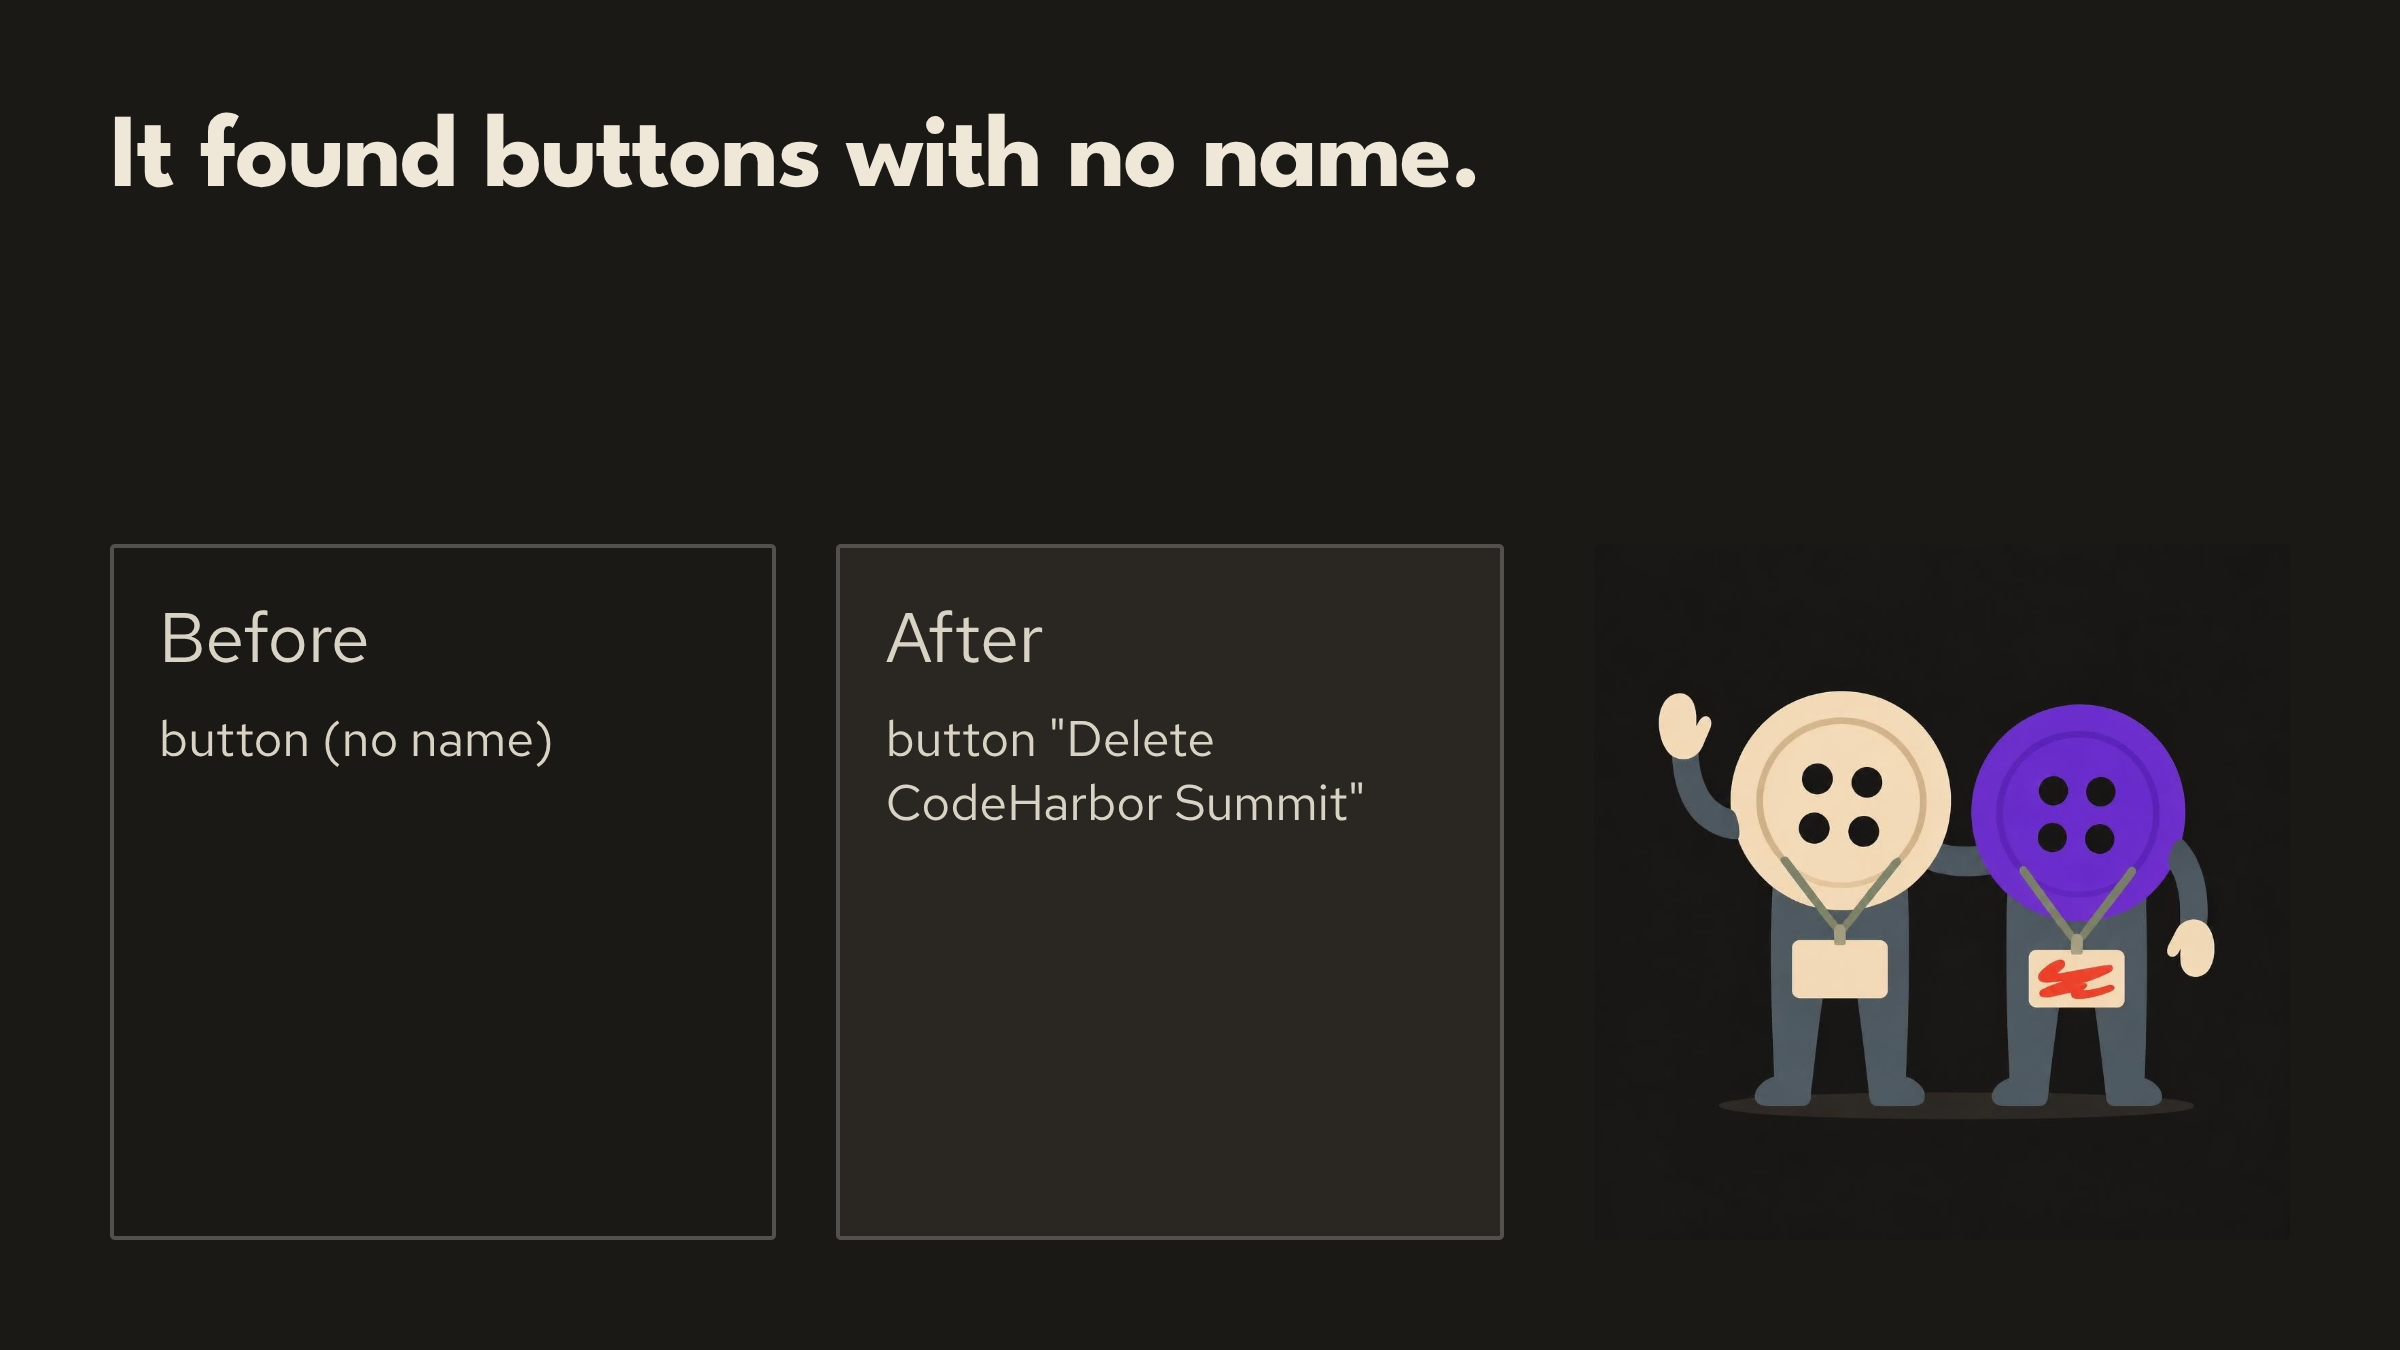 It found buttons with no name.
Before
button (no name)
After
button "Delete
CodeHarbor Summit"